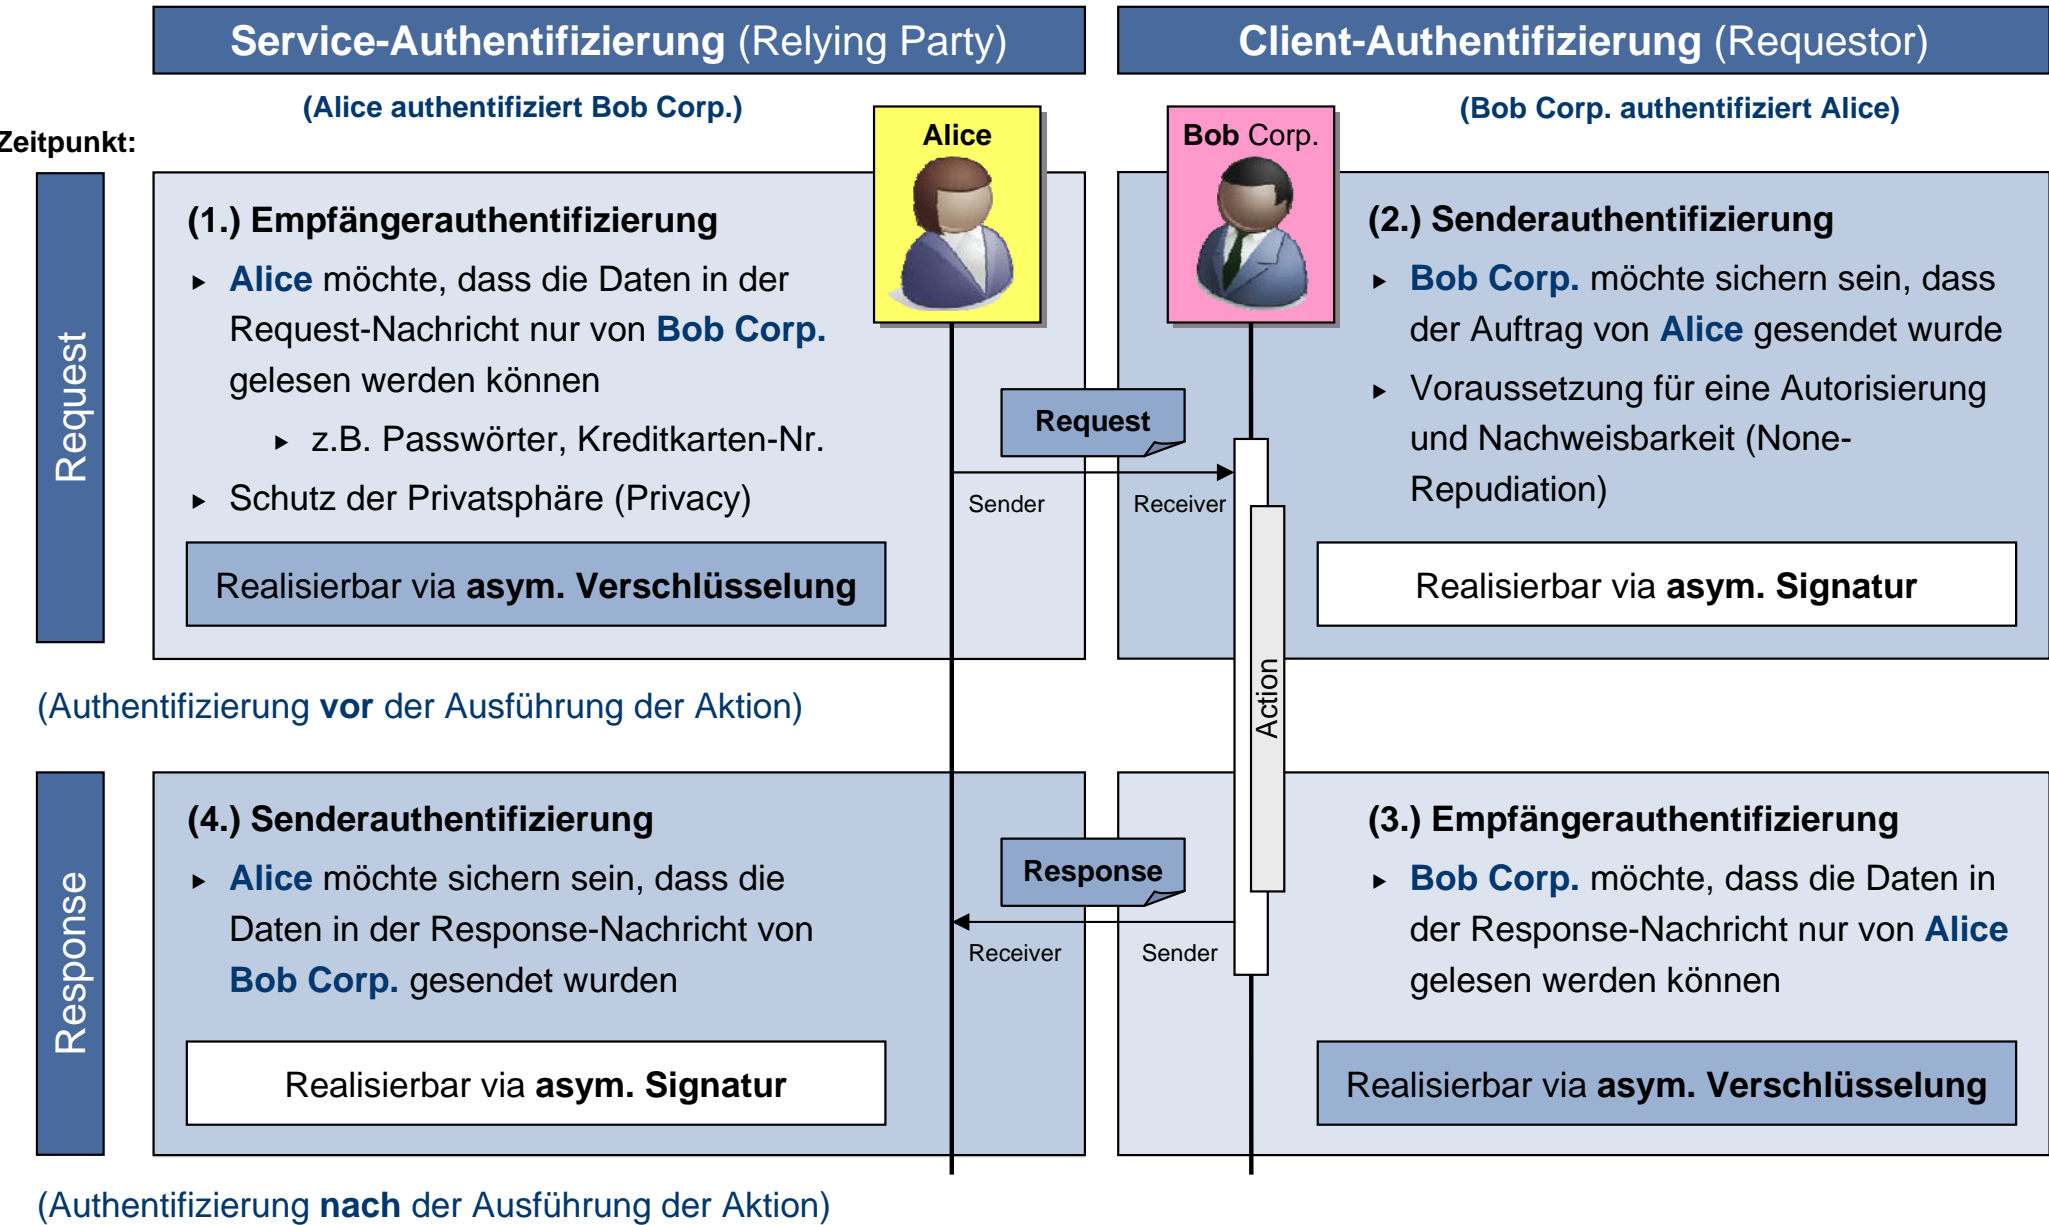 Service-Authentifizierung (Relying Party)
Client-Authentifizierung (Requestor)
(Alice authentifiziert Bob Corp.)
(Bob Corp. authentifiziert Alice)
Zeitpunkt:
Alice
Bob Corp.
Request
(1.) Empfängerauthentifizierung
Alice möchte, dass die Daten in der
Request-Nachricht nur von Bob Corp.
gelesen werden können
z.B. Passwörter, Kreditkarten-Nr.
Schutz der Privatsphäre (Privacy)
Realisierbar via asym. Verschlüsselung
Request
Sender
Receiver
(2.) Senderauthentifizierung
Bob Corp. möchte sichern sein, dass
der Auftrag von Alice gesendet wurde
Voraussetzung für eine Autorisierung
und Nachweisbarkeit (None-
Repudiation)
Realisierbar via asym. Signatur
Action
(Authentifizierung vor der Ausführung der Aktion)
Response
(4.) Senderauthentifizierung
Alice möchte sichern sein, dass die
Daten in der Response-Nachricht von
Bob Corp. gesendet wurden
Realisierbar via asym. Signatur
Response
Receiver
Sender
(3.) Empfängerauthentifizierung
Bob Corp. möchte, dass die Daten in
der Response-Nachricht nur von Alice
gelesen werden können
Realisierbar via asym. Verschlüsselung
(Authentifizierung nach der Ausführung der Aktion)